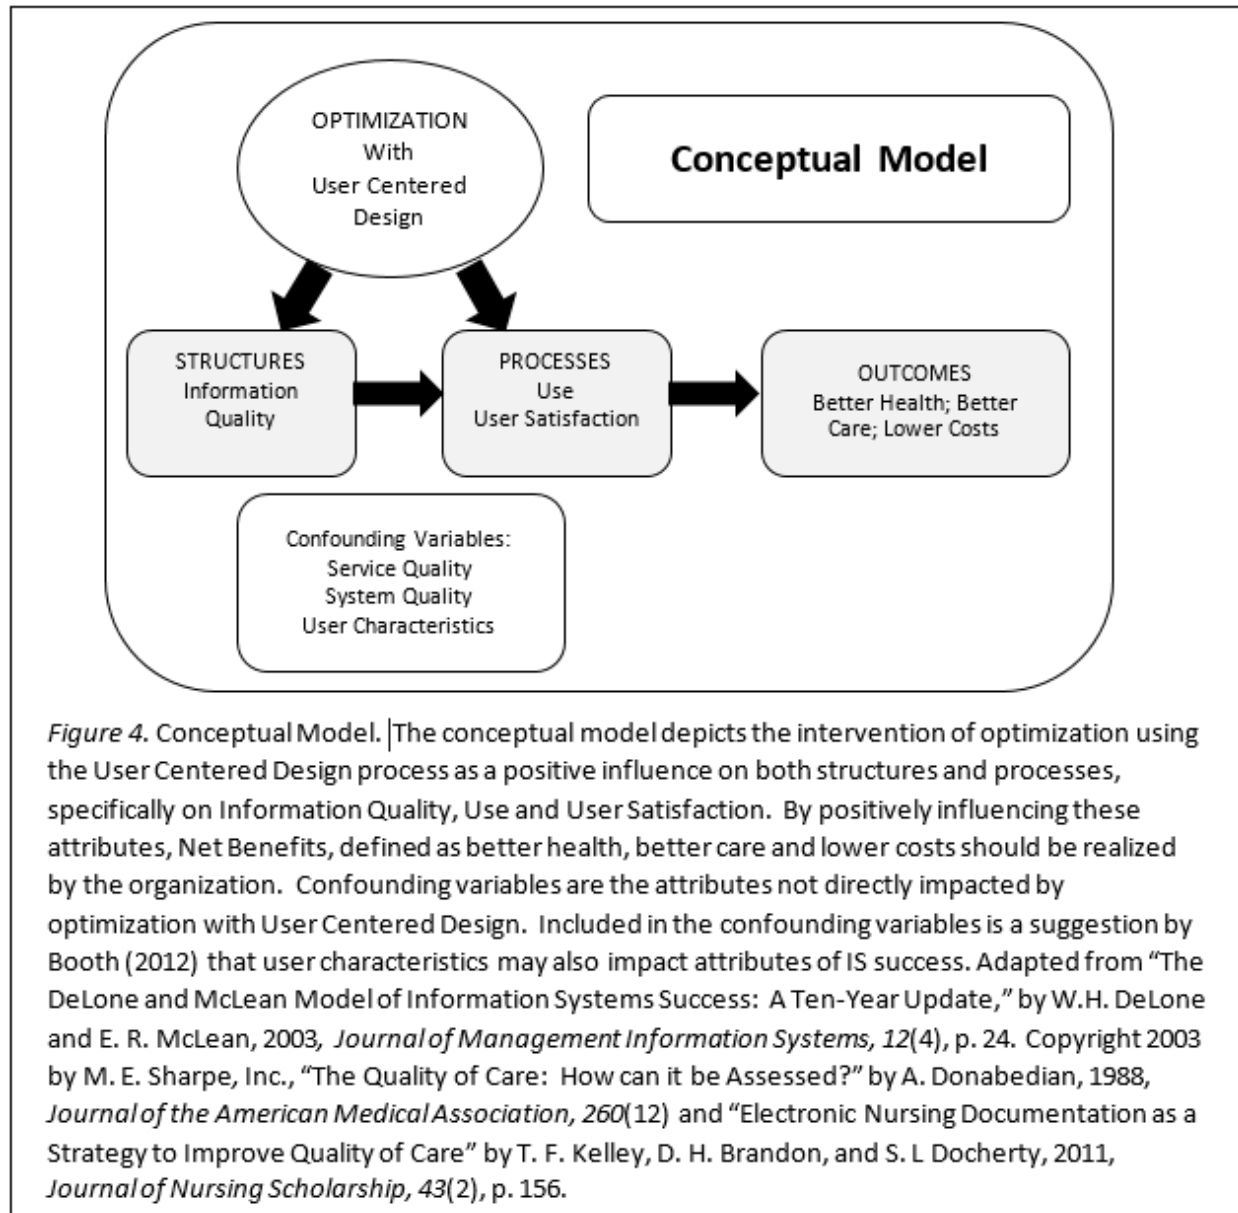 OPTIMIZATION
With
User Centered
Design
Conceptual Model
STRUCTURES
Information
Quality
PROCESSES
Use
User Satisfaction
OUTCOMES
Better Health; Better
Care; Lower Costs
Confounding Variables:
Service Quality
System Quality
User Characteristics
Figure 4. Conceptual Model. The conceptual model depicts the intervention of optimization using
the User Centered Design process as a positive influence on both structures and processes,
specifically on Information Quality, Use and User Satisfaction. By positively influencing these
attributes, Net Benefits, defined as better health, better care and lower costs should be realized
by the organization. Confounding variables are the attributes not directly impacted by
optimization with User Centered Design. Included in the confounding variables is a suggestion by
Booth (2012) that user characteristics may also impact attributes of IS success. Adapted from “The
DeLone and McLean Model of Information Systems Success: A Ten-Year Update,” by W.H. DeLone
and E. R. McLean, 2003, Journal of Management Information Systems, 12(4), p. 24. Copyright 2003
by M. E. Sharpe, Inc., “The Quality of Care: How can it be Assessed?” by A. Donabedian, 1988,
Journal of the American Medical Association, 260(12) and “Electronic Nursing Documentation as a
Strategy to Improve Quality of Care” by T. F. Kelley, D. H. Brandon, and S. L Docherty, 2011,
Journal of Nursing Scholarship, 43(2), p. 156.